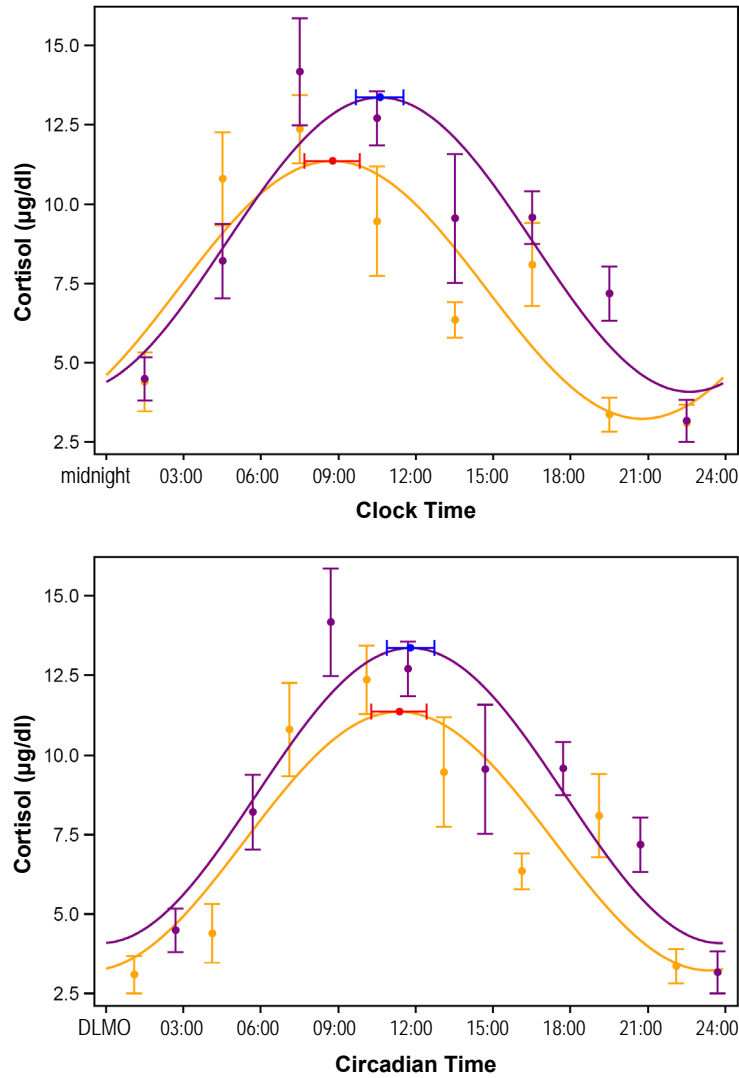 Cortisol (µg/dl)
15.0
12.5
10.0
7.5
5.0
2.5
midnight 03:00 06:00 09:00 12:00 15:00 18:00 21:00 24:00
Clock Time
Cortisol (µg/dl)
15.0
12.5
10.0
7.5
5.0
2.5
DLMO 03:00 06:00 09:00 12:00 15:00 18:00 21:00 24:00
Circadian Time